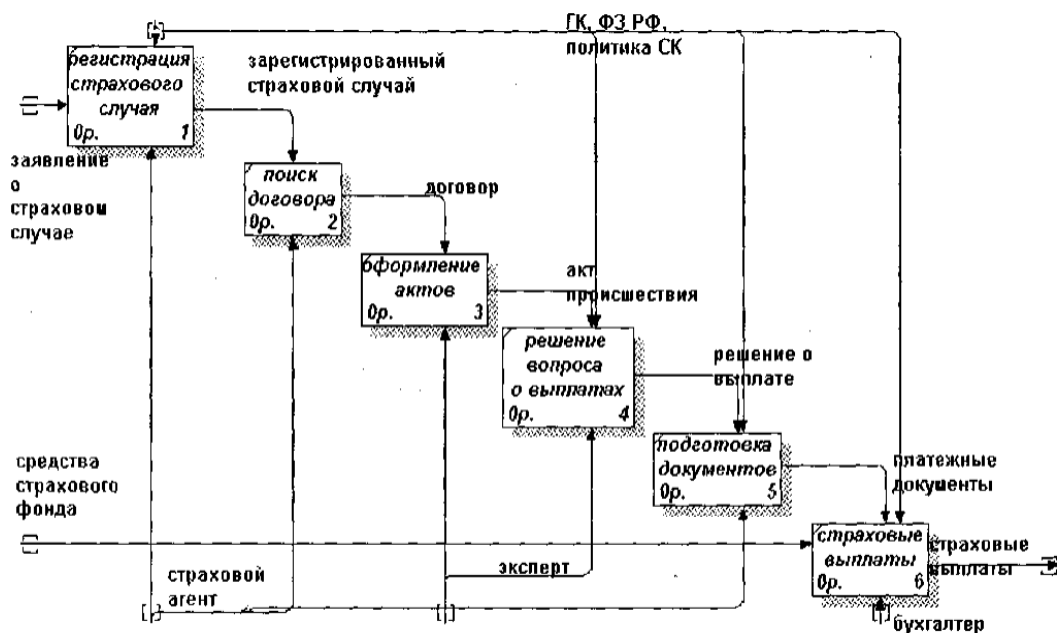 ГК, ФЗ РФ,
политика СК
регистрация
страхового
случая
0р. 1
зарегистрированный
страховой случай
заявление
о
страховом
случае
поиск
договора
0р. 2
договор
оформление
актов
0р. 3
акт
происшествия
решение
вопроса
о выплатах
0р. 4
решение о
выплате
подготовка
документов
0р. 5
платежные
документы
средства
страхового
фонда
страховые
выплаты
0р. 6
страховые
выплаты
эксперт
страховой
агент
бухгалтер